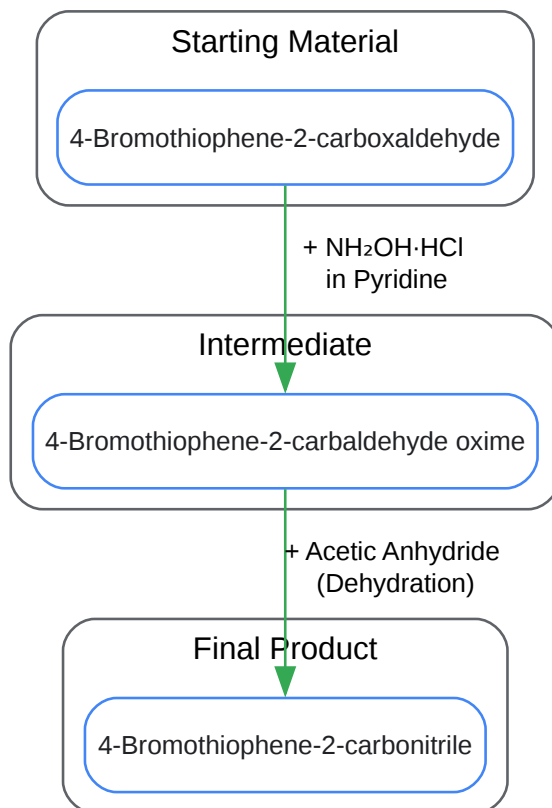 Starting Material
4-Bromothiophene-2-carboxaldehyde
+ NH₂OH·HCl
in Pyridine
Intermediate
4-Bromothiophene-2-carbaldehyde oxime
+ Acetic Anhydride
(Dehydration)
Final Product
4-Bromothiophene-2-carbonitrile